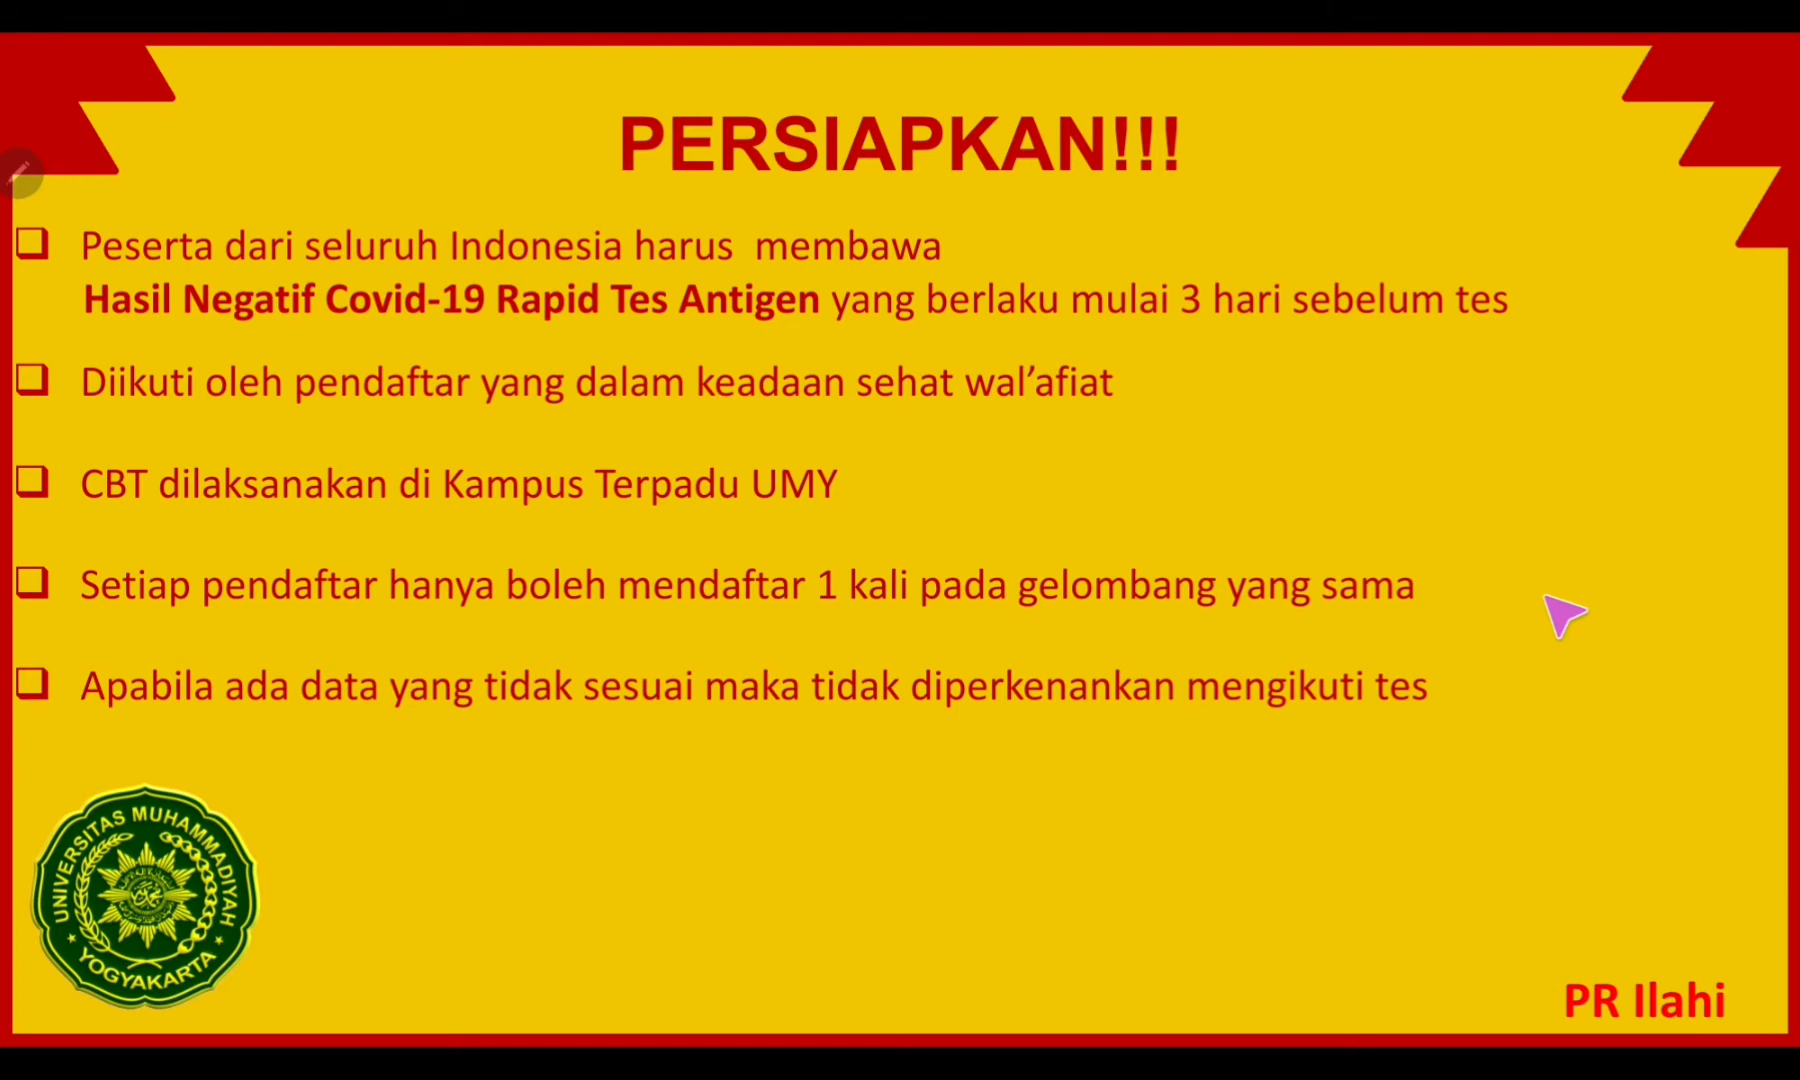 PERSIAPKAN!!!
Peserta dari seluruh Indonesia harus membawa
Hasil Negatif Covid-19 Rapid Tes Antigen yang berlaku mulai 3 hari sebelum tes
Diikuti oleh pendaftar yang dalam keadaan sehat wal’afiat
CBT dilaksanakan di Kampus Terpadu UMY
Setiap pendaftar hanya boleh mendaftar 1 kali pada gelombang yang sama
Apabila ada data yang tidak sesuai maka tidak diperkenankan mengikuti tes
UNIVERSITAS MUHAMMADIYAH
YOGYAKARTA
PR Ilahi